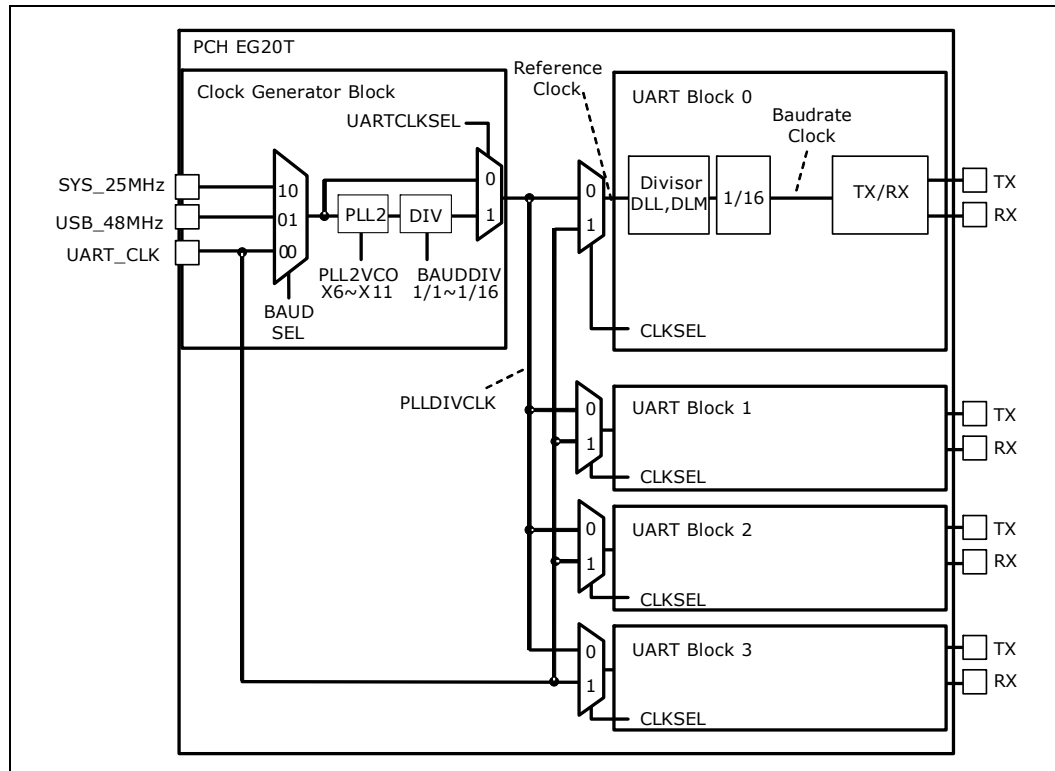 PCH EG20T
Clock Generator Block
UARTCLKSEL
SYS_25MHz
USB_48MHz
UART_CLK
10
01
00
BAUD
SEL
PLL2
DIV
PLL2VCO
X6~X11
BAUDDIV
1/1~1/16
0
1
Reference
Clock
PLLDIVCLK
0
1
CLKSEL
UART Block 0
Divisor
DLL,DLM
1/16
Baudrate
Clock
TX/RX
TX
RX
0
1
CLKSEL
UART Block 1
TX
RX
0
1
CLKSEL
UART Block 2
TX
RX
0
1
CLKSEL
UART Block 3
TX
RX